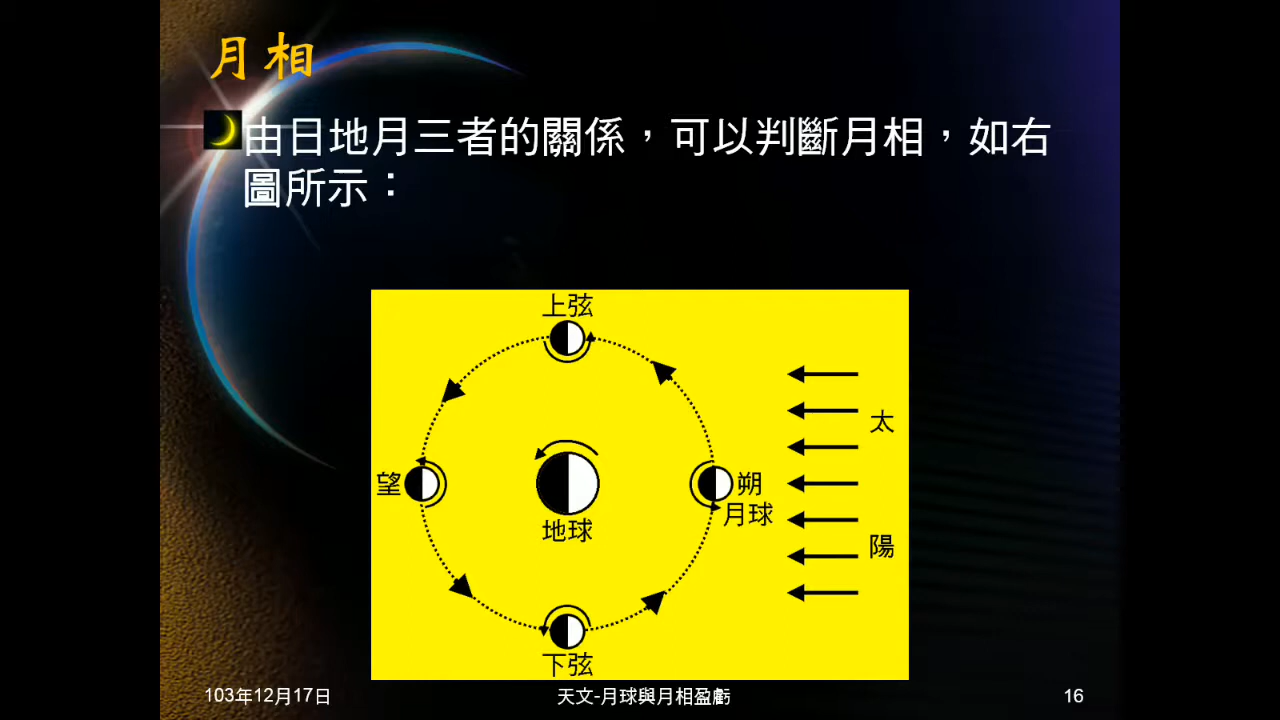 月相
由日地月三者的關係，可以判斷月相，如右
圖所示：
上弦
太
望
朔
月球
地球
陽
下弦
103年12月17日
天文-月球與月相盈虧
16